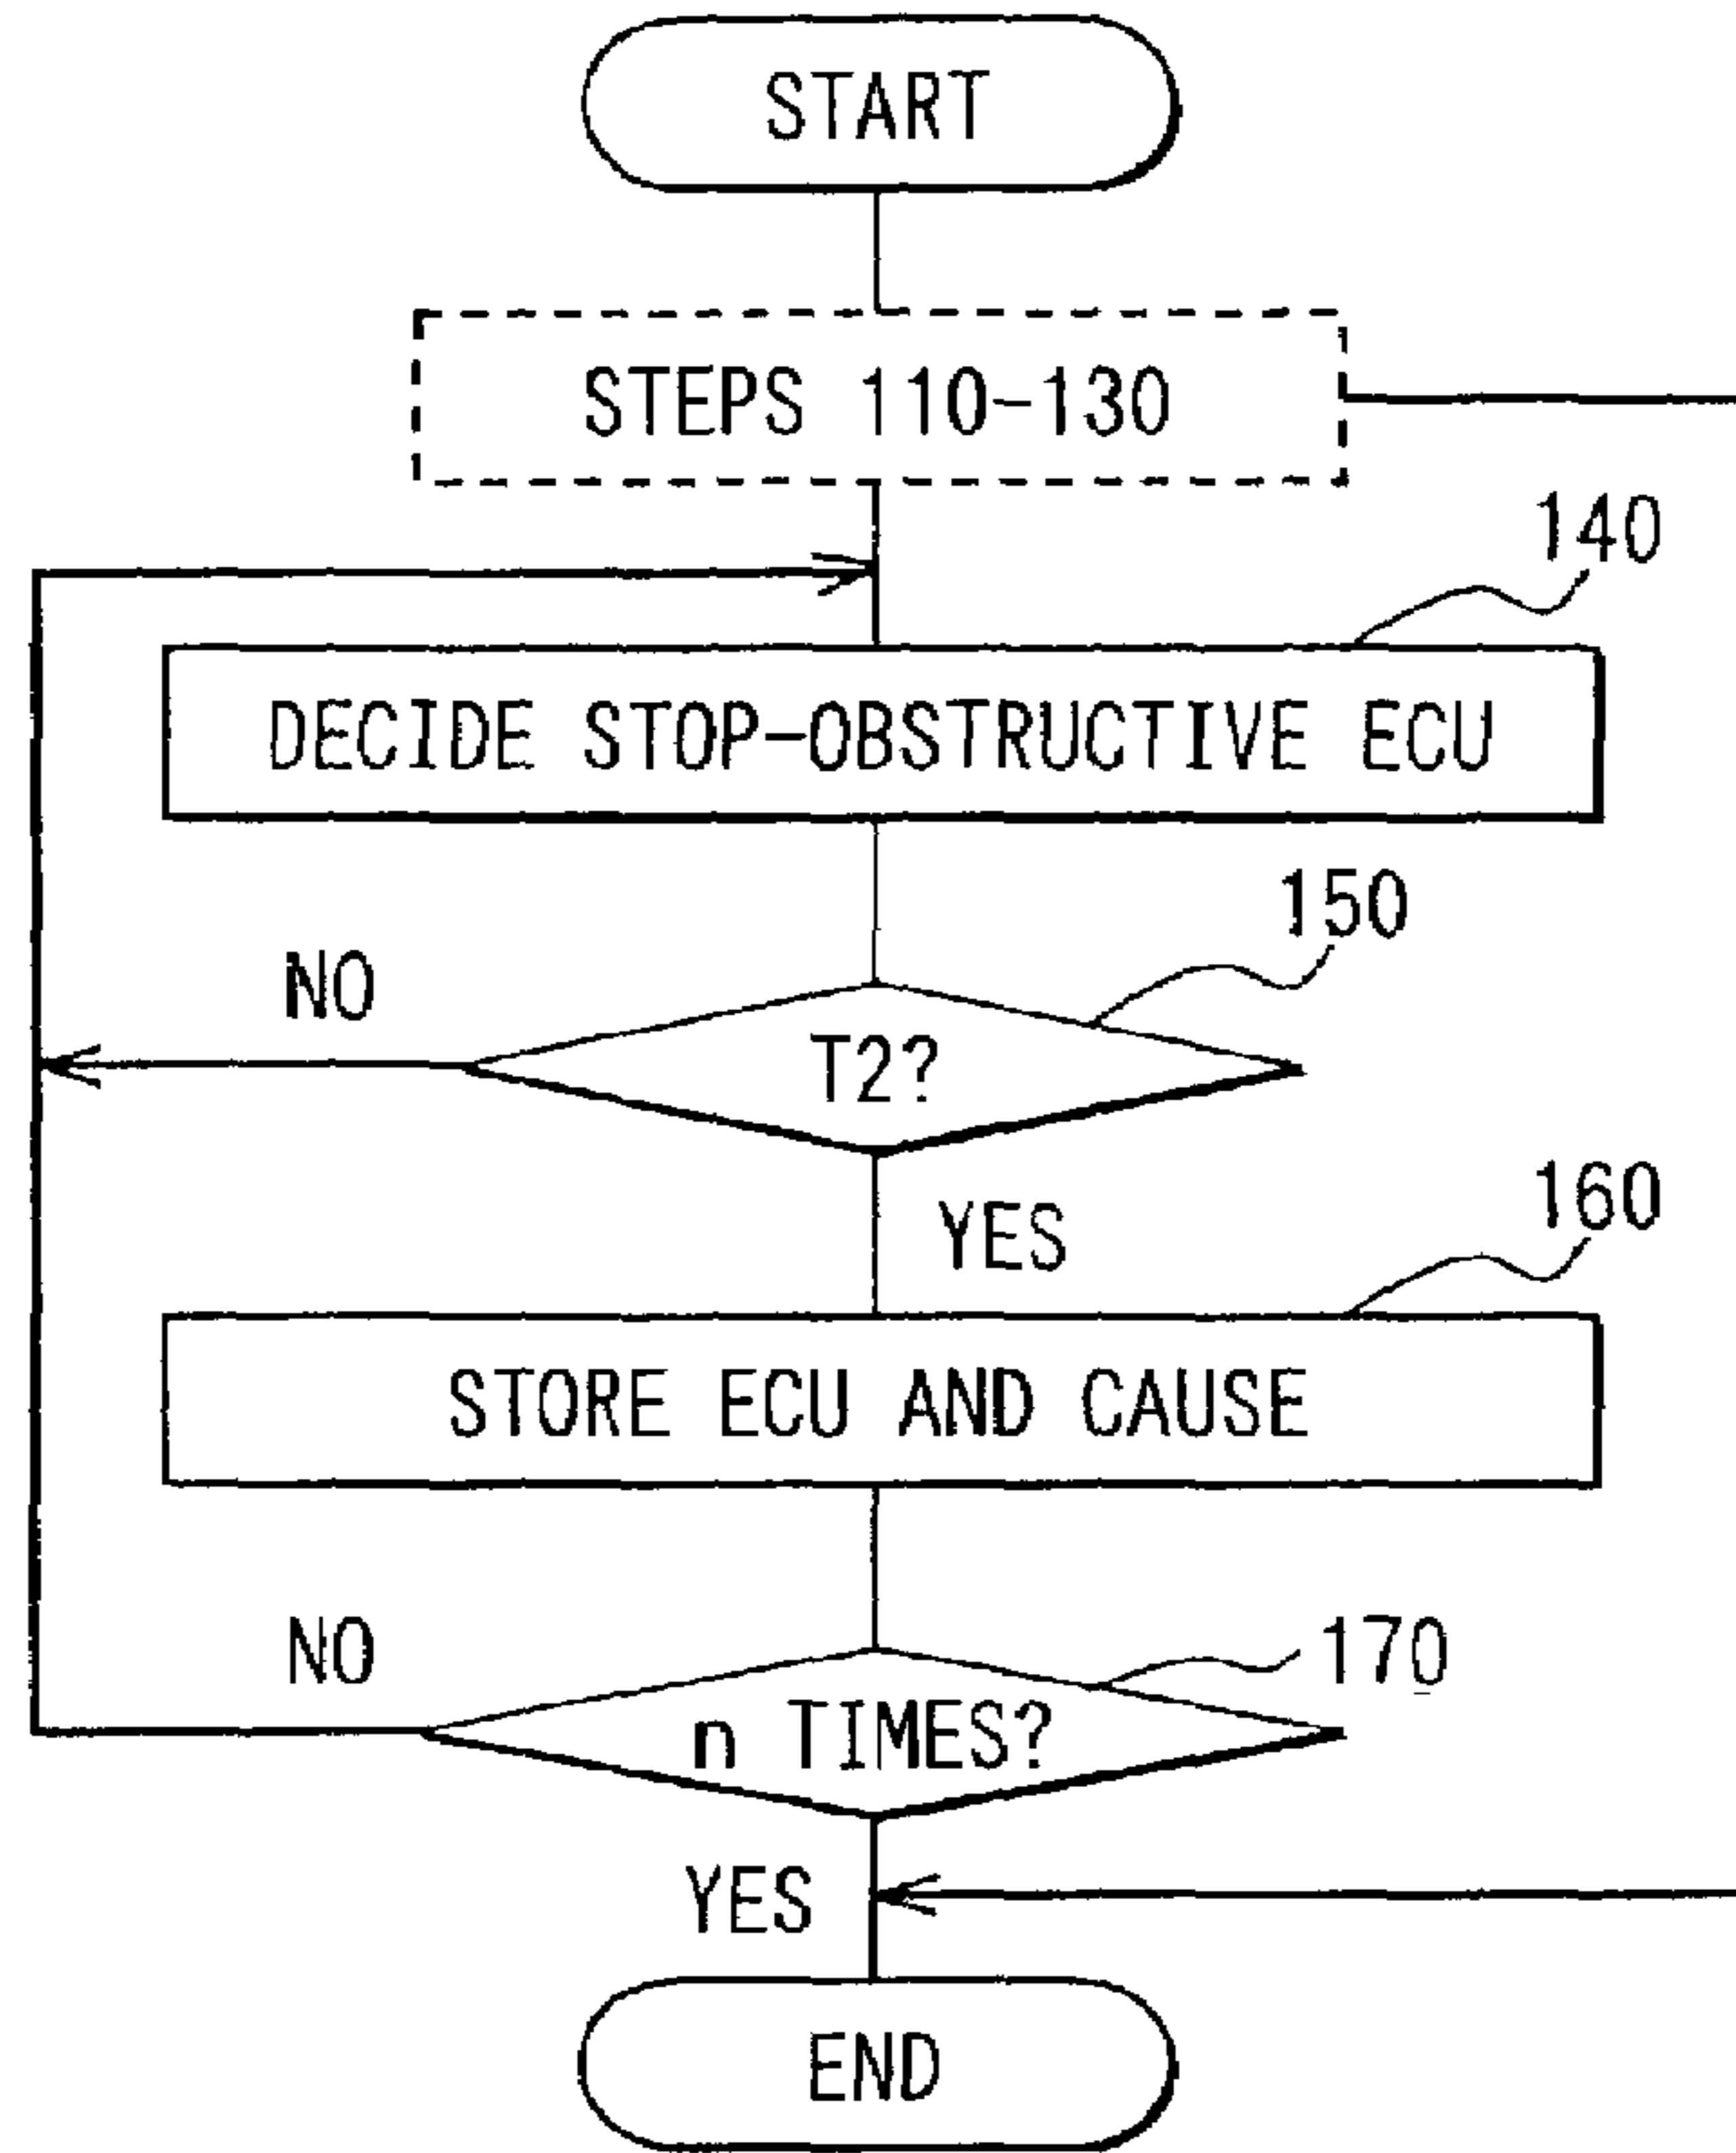 START
STEPS 110-130
140
DECIDE STOP-OBSTRUCTIVE ECU
150
NO
T2?
YES
160
STORE ECU AND CAUSE
NO
170
n TIMES?
YES
END